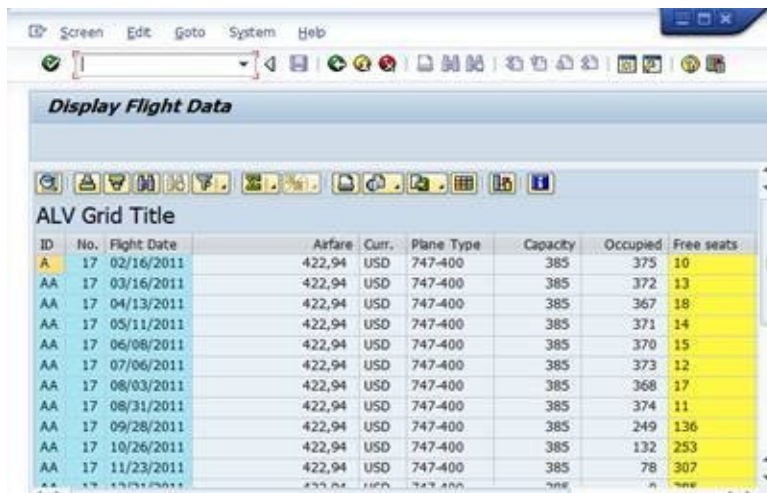 Screen Edit Goto System Help
Display Flight Data
ALV Grid Title
ID No. Flight Date Airfare Curr. Plane Type Capacity Occupied Free seats
A 17 02/16/2011 422,94 USD 747-400 385 375 10
AA 17 03/16/2011 422,94 USD 747-400 385 372 13
AA 17 04/13/2011 422,94 USD 747-400 385 367 18
AA 17 05/11/2011 422,94 USD 747-400 385 371 14
AA 17 06/08/2011 422,94 USD 747-400 385 370 15
AA 17 07/06/2011 422,94 USD 747-400 385 373 12
AA 17 08/03/2011 422,94 USD 747-400 385 368 17
AA 17 08/31/2011 422,94 USD 747-400 385 374 11
AA 17 09/28/2011 422,94 USD 747-400 385 249 136
AA 17 10/26/2011 422,94 USD 747-400 385 132 253
AA 17 11/23/2011 422,94 USD 747-400 385 78 307